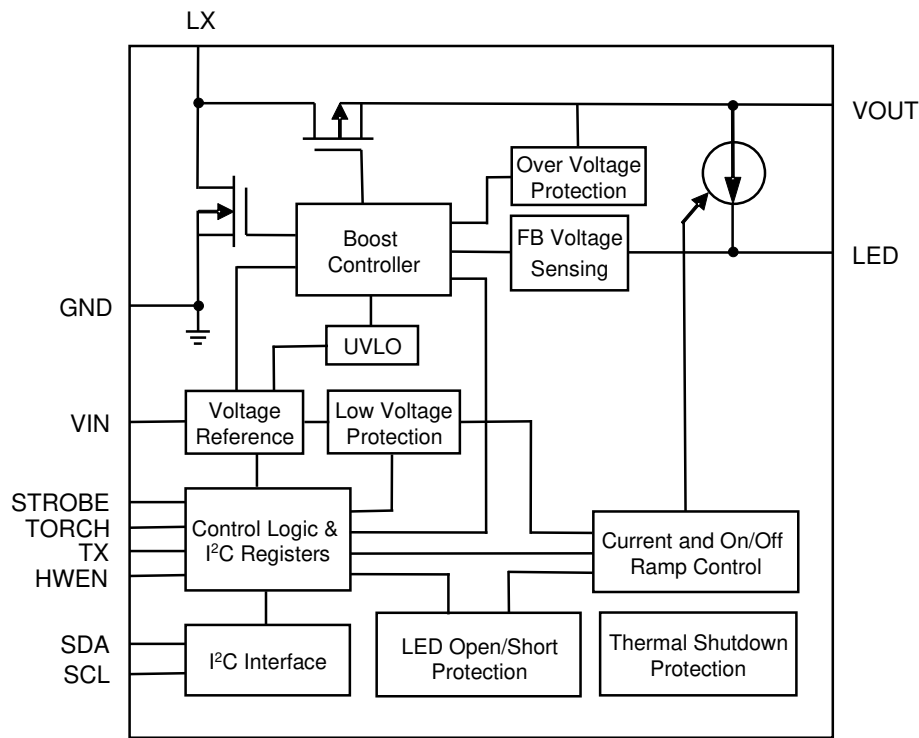 LX
VOUT
Over Voltage
Protection
Boost
Controller
FB Voltage
Sensing
LED
GND
UVLO
VIN
Voltage
Reference
Low Voltage
Protection
STROBE
TORCH
TX
HWEN
Control Logic &
I²C Registers
Current and On/Off
Ramp Control
SDA
SCL
I²C Interface
LED Open/Short
Protection
Thermal Shutdown
Protection